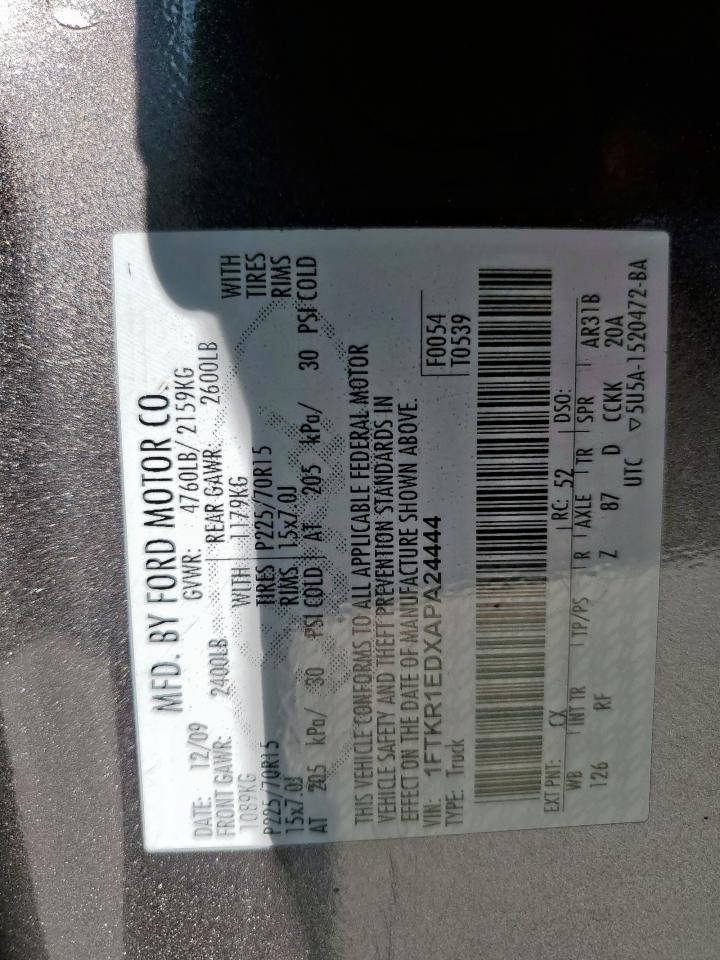 MFD. BY FORD MOTOR CO.
DATE: 12/09 GVWR: 4760LB/2159KG
FRONT GAWR: 2400LB REAR GAWR: 2600LB
1089KG WITH 1179KG WITH
P225/70R15 TIRES P225/70R15 TIRES
15x7.0J RIMS 15x7.0J RIMS
AT 205 kPa/ 30 PSI COLD AT 205 kPa/ 30 PSI COLD
THIS VEHICLE CONFORMS TO ALL APPLICABLE FEDERAL MOTOR
VEHICLE SAFETY AND THEFT PREVENTION STANDARDS IN
EFFECT ON THE DATE OF MANUFACTURE SHOWN ABOVE.
VIN: 1FTKR1EDXAPA24444 F0054
TYPE: Truck T0539
EXT PNT: CX RC: 52 DSO:
WB INT TR TP/PS R AXLE TR SPR AR31B
126 RF Z 87 D CCKK 20A
UTC ▽5U5A-1520472-BA